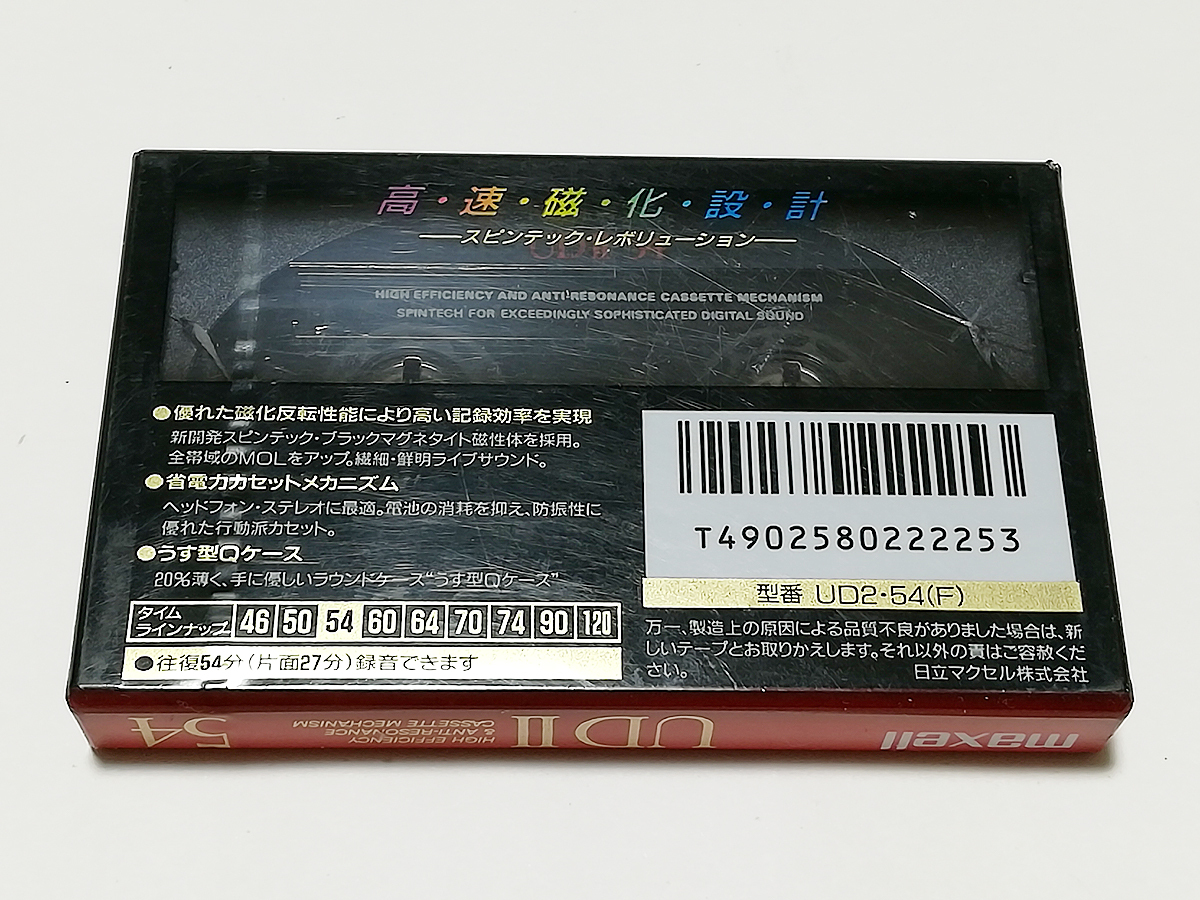 高・速・磁・化・設・計
スピンテック・レボリューション
UDII 54
HIGH EFFICIENCY AND ANTI-RESONANCE CASSETTE MECHANISM
SPINTECH FOR EXCEEDINGLY SOPHISTICATED DIGITAL SOUND
●優れた磁化反転性能により高い記録効率を実現
新開発スピンテック・ブラックマグネタイト磁性体を採用。
全帯域のMOLをアップ。繊細・鮮明ライブサウンド。
●省電力カセットメカニズム
ヘッドフォン・ステレオに最適。電池の消耗を抑え、防振性に
優れた行動派カセット。
●うす型Qケース
20%薄く、手に優しいラウンドケース“うす型Qケース”
タイム
ラインナップ 46 50 54 60 64 70 74 90 120
●往復54分(片面27分)録音できます
T4902580222253
型番 UD2・54(F)
万一、製造上の原因による品質不良がありました場合は、新
しいテープとお取りかえします。それ以外の責はご容赦くだ
さい。
日立マクセル株式会社
maxell
UDII
HIGH EFFICIENCY
& ANTI-RESONANCE
CASSETTE MECHANISM
54